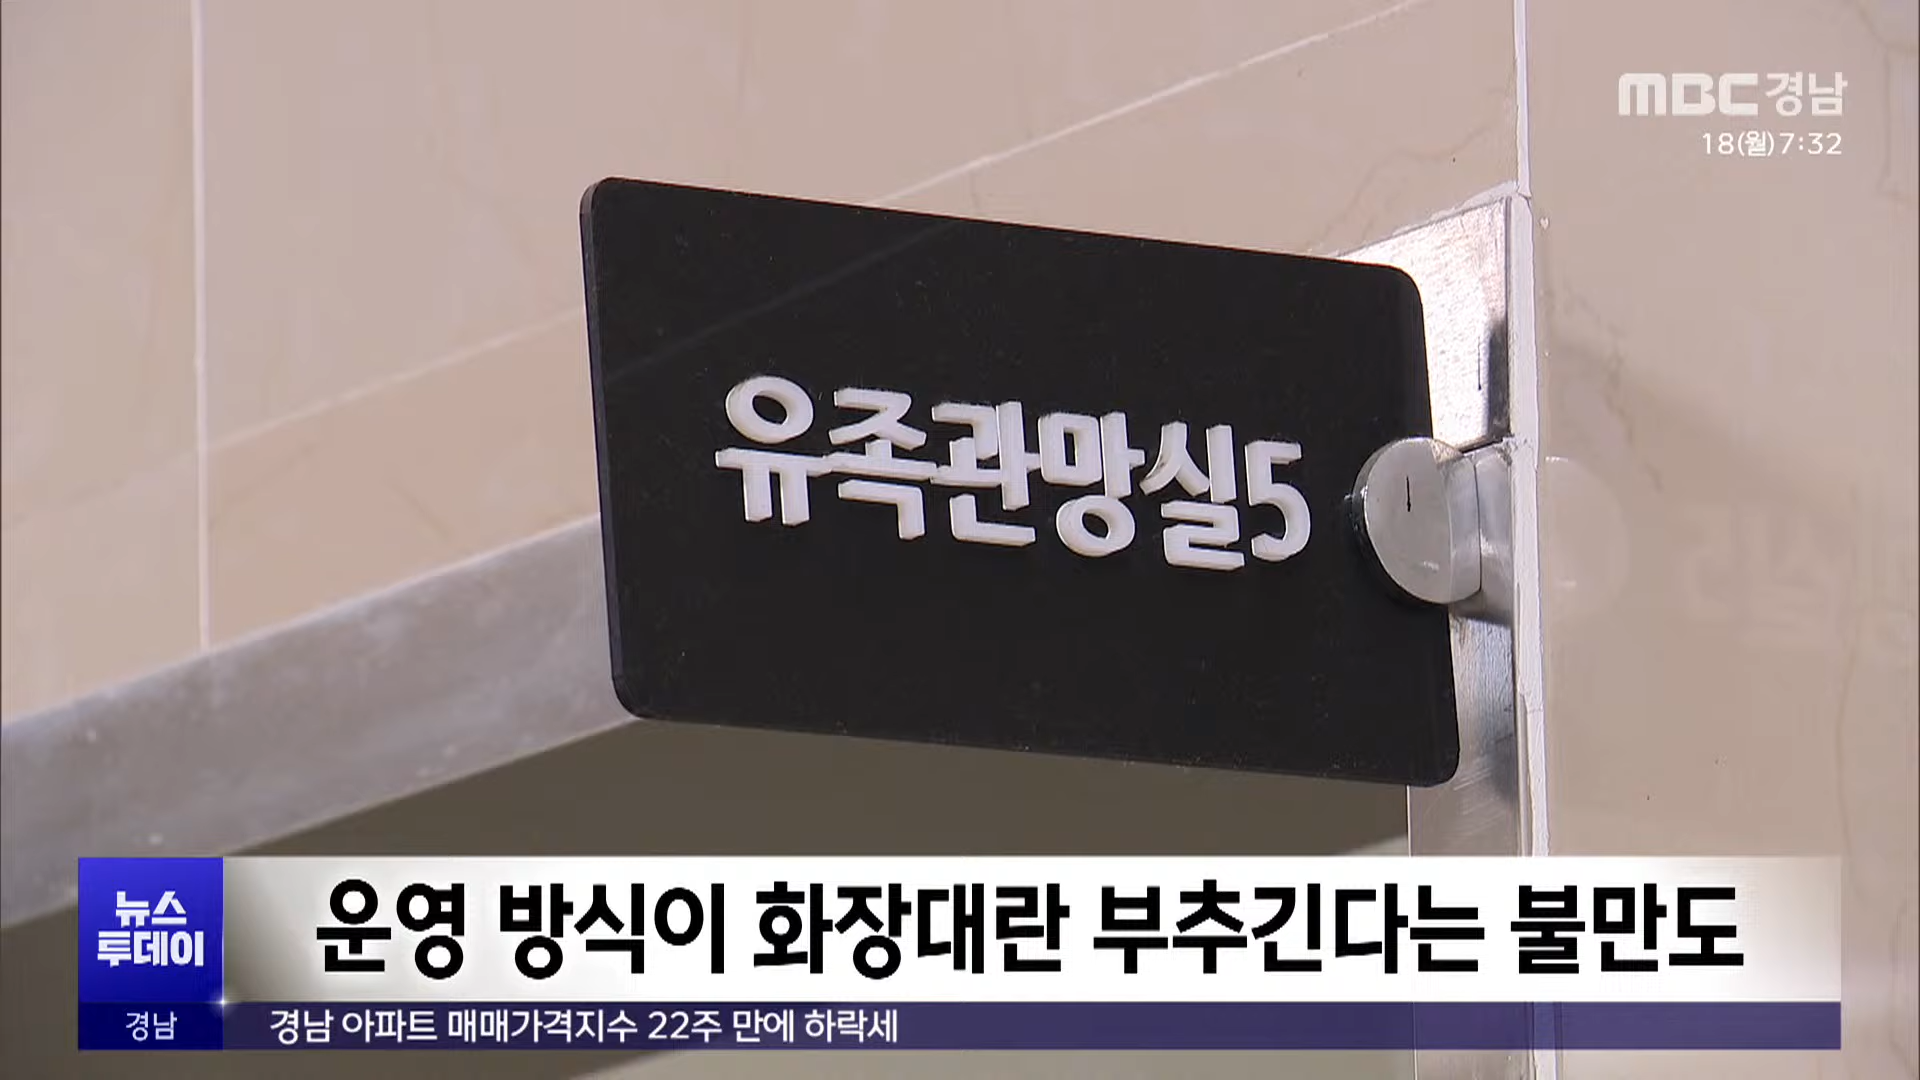 MBC경남
18(월)7:32
유족관망실5
뉴스
투데이
운영 방식이 화장대란 부추긴다는 불만도
경남
경남 아파트 매매가격지수 22주 만에 하락세